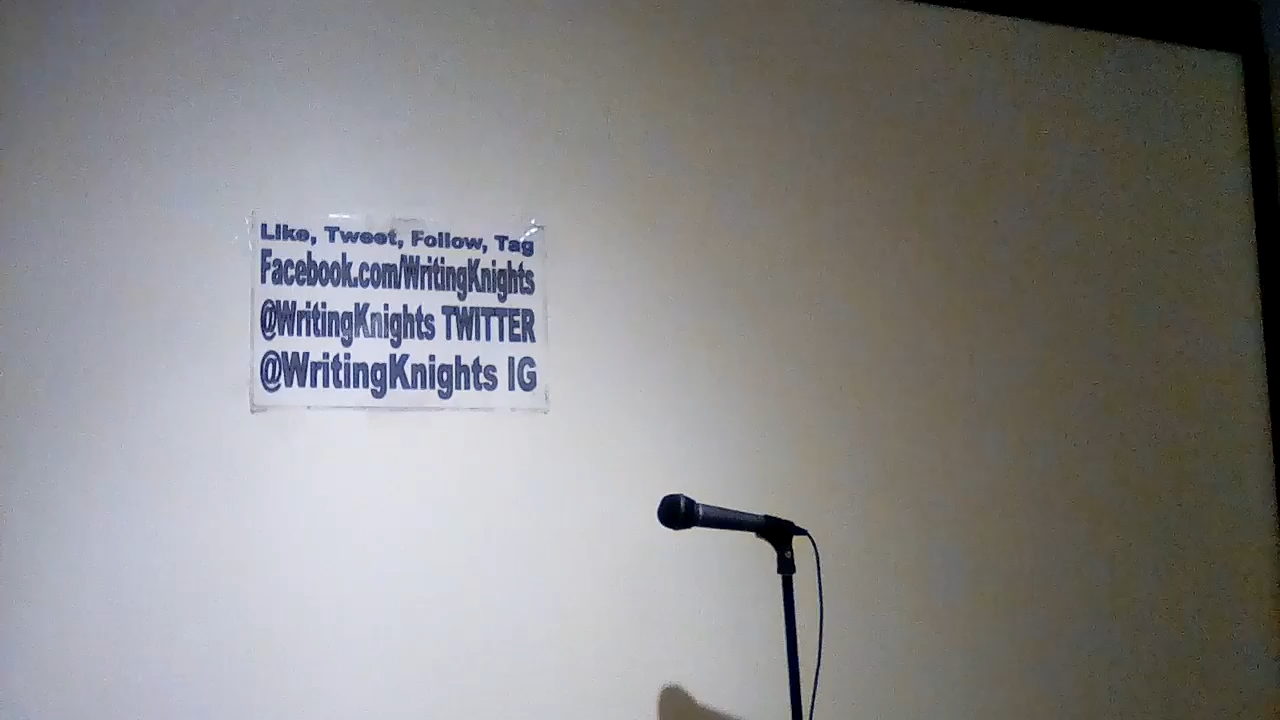 Like, Tweet, Follow, Tag
Facebook.com/WritingKnights
@WritingKnights TWITTER
@WritingKnights IG